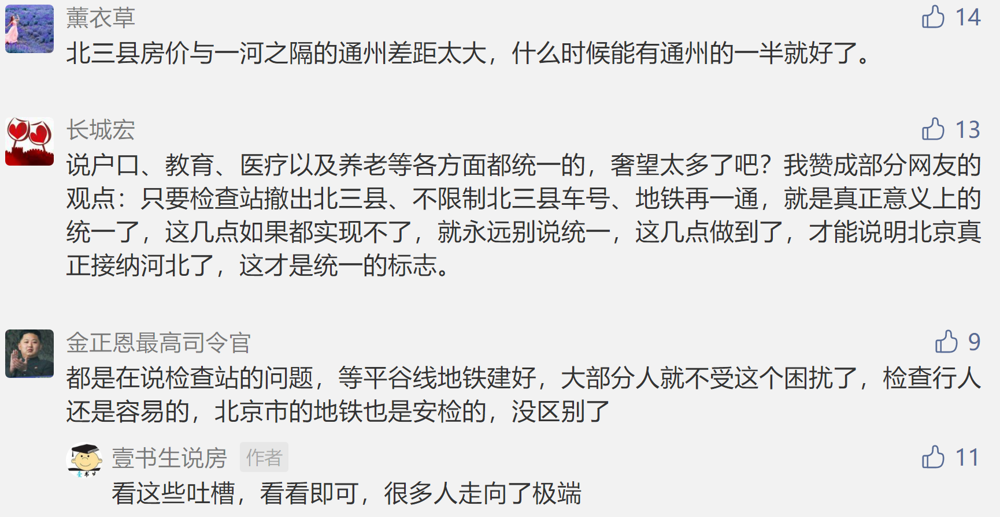 薰衣草
14
北三县房价与一河之隔的通州差距太大，什么时候能有通州的一半就好了。
长城宏
13
说户口、教育、医疗以及养老等各方面都统一的，奢望太多了吧？我赞成部分网友的
观点：只要检查站撤出北三县、不限制北三县车号、地铁再一通，就是真正意义上的
统一了，这几点如果都实现不了，就永远别说统一，这几点做到了，才能说明北京真
正接纳河北了，这才是统一的标志。
金正恩最高司令官
9
都是在说检查站的问题，等平谷线地铁建好，大部分人就不受这个困扰了，检查行人
还是容易的，北京市的地铁也是安检的，没区别了
壹书生说房 作者
11
壹书生
看这些吐槽，看看即可，很多人走向了极端